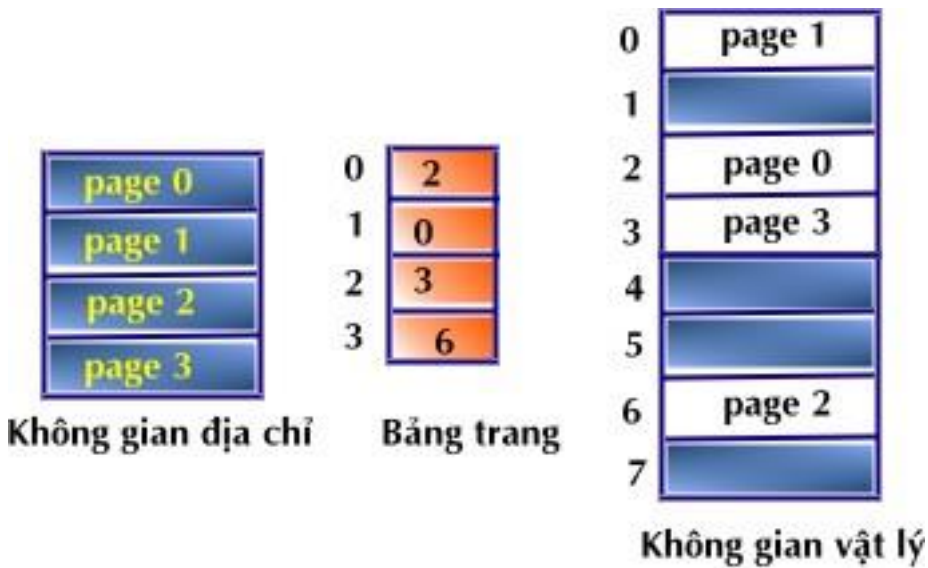 page 0
page 1
page 2
page 3
Không gian địa chỉ
0 2
1 0
2 3
3 6
Bảng trang
0 page 1
1
2 page 0
3 page 3
4
5
6 page 2
7
Không gian vật lý